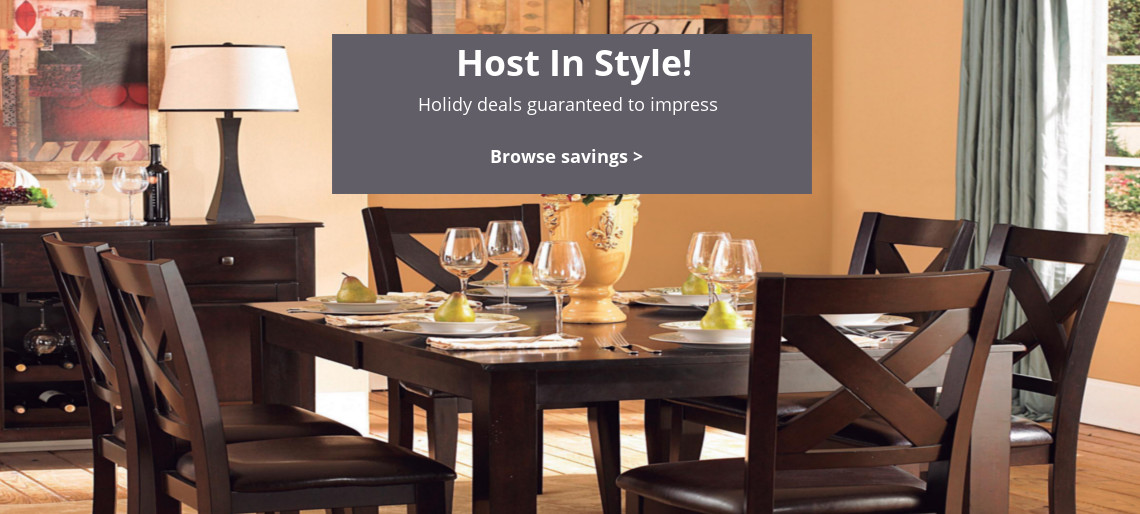 Host In Style!
Holidy deals guaranteed to impress
Browse savings >